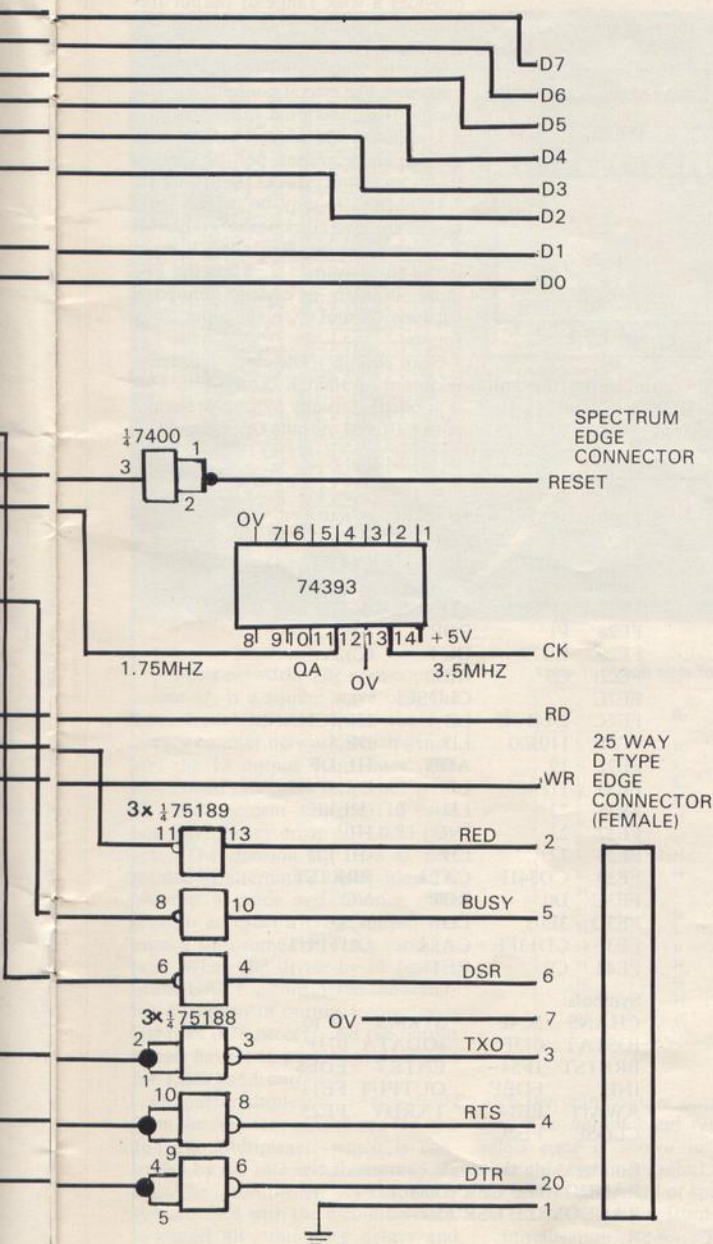 D7
D6
D5
D4
D3
D2
D1
D0
SPECTRUM
EDGE
CONNECTOR
¼7400
3
1
2
RESET
0V 7 6 5 4 3 2 1
74393
8 9 10 11 12 13 14 +5V
1.75MHZ
QA
0V
3.5MHZ
CK
RD
25 WAY
D TYPE
EDGE
CONNECTOR
(FEMALE)
WR
3× ¼75189
11 13
RED
2
8 10
BUSY
5
6 4
DSR
6
0V
7
3×¼75188
2 3
1
TXO
3
10 8
9
RTS
4
4 6
5
DTR
20
1